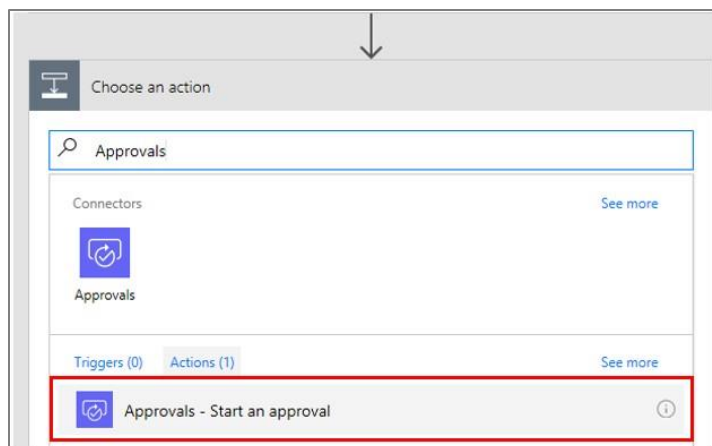 Choose an action
Approvals
Connectors See more
Approvals
Triggers (0) Actions (1) See more
Approvals - Start an approval